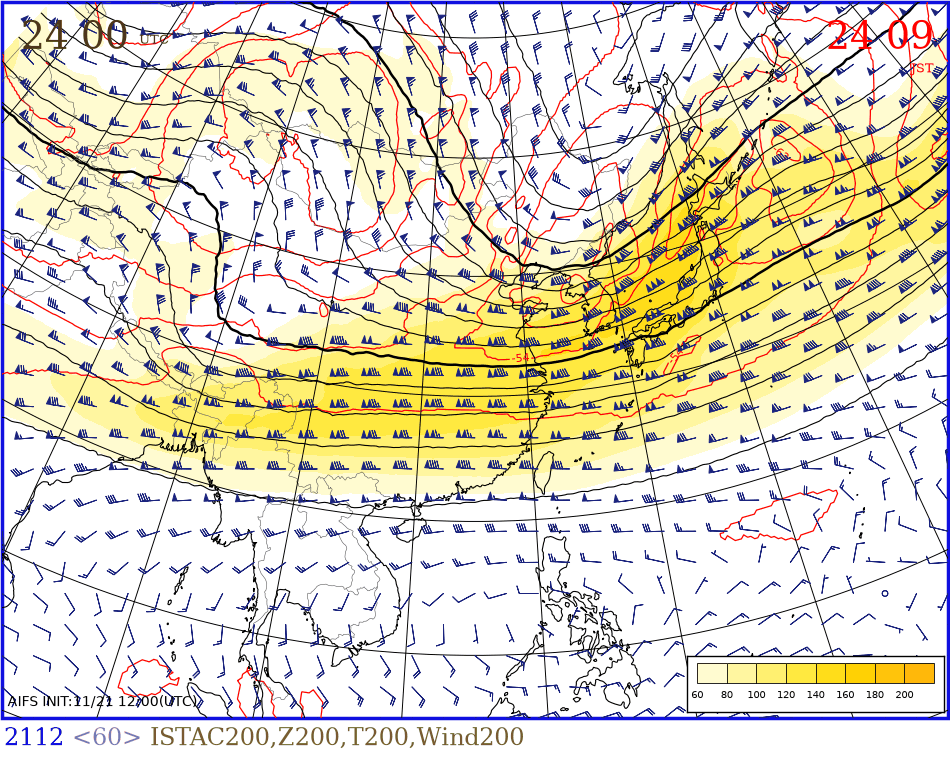 24 00 UTC
24 09
JST
-54
AIFS INIT:11/21 12:00(UTC)
60 80 100 120 140 160 180 200
2112 <60> ISTAC200,Z200,T200,Wind200